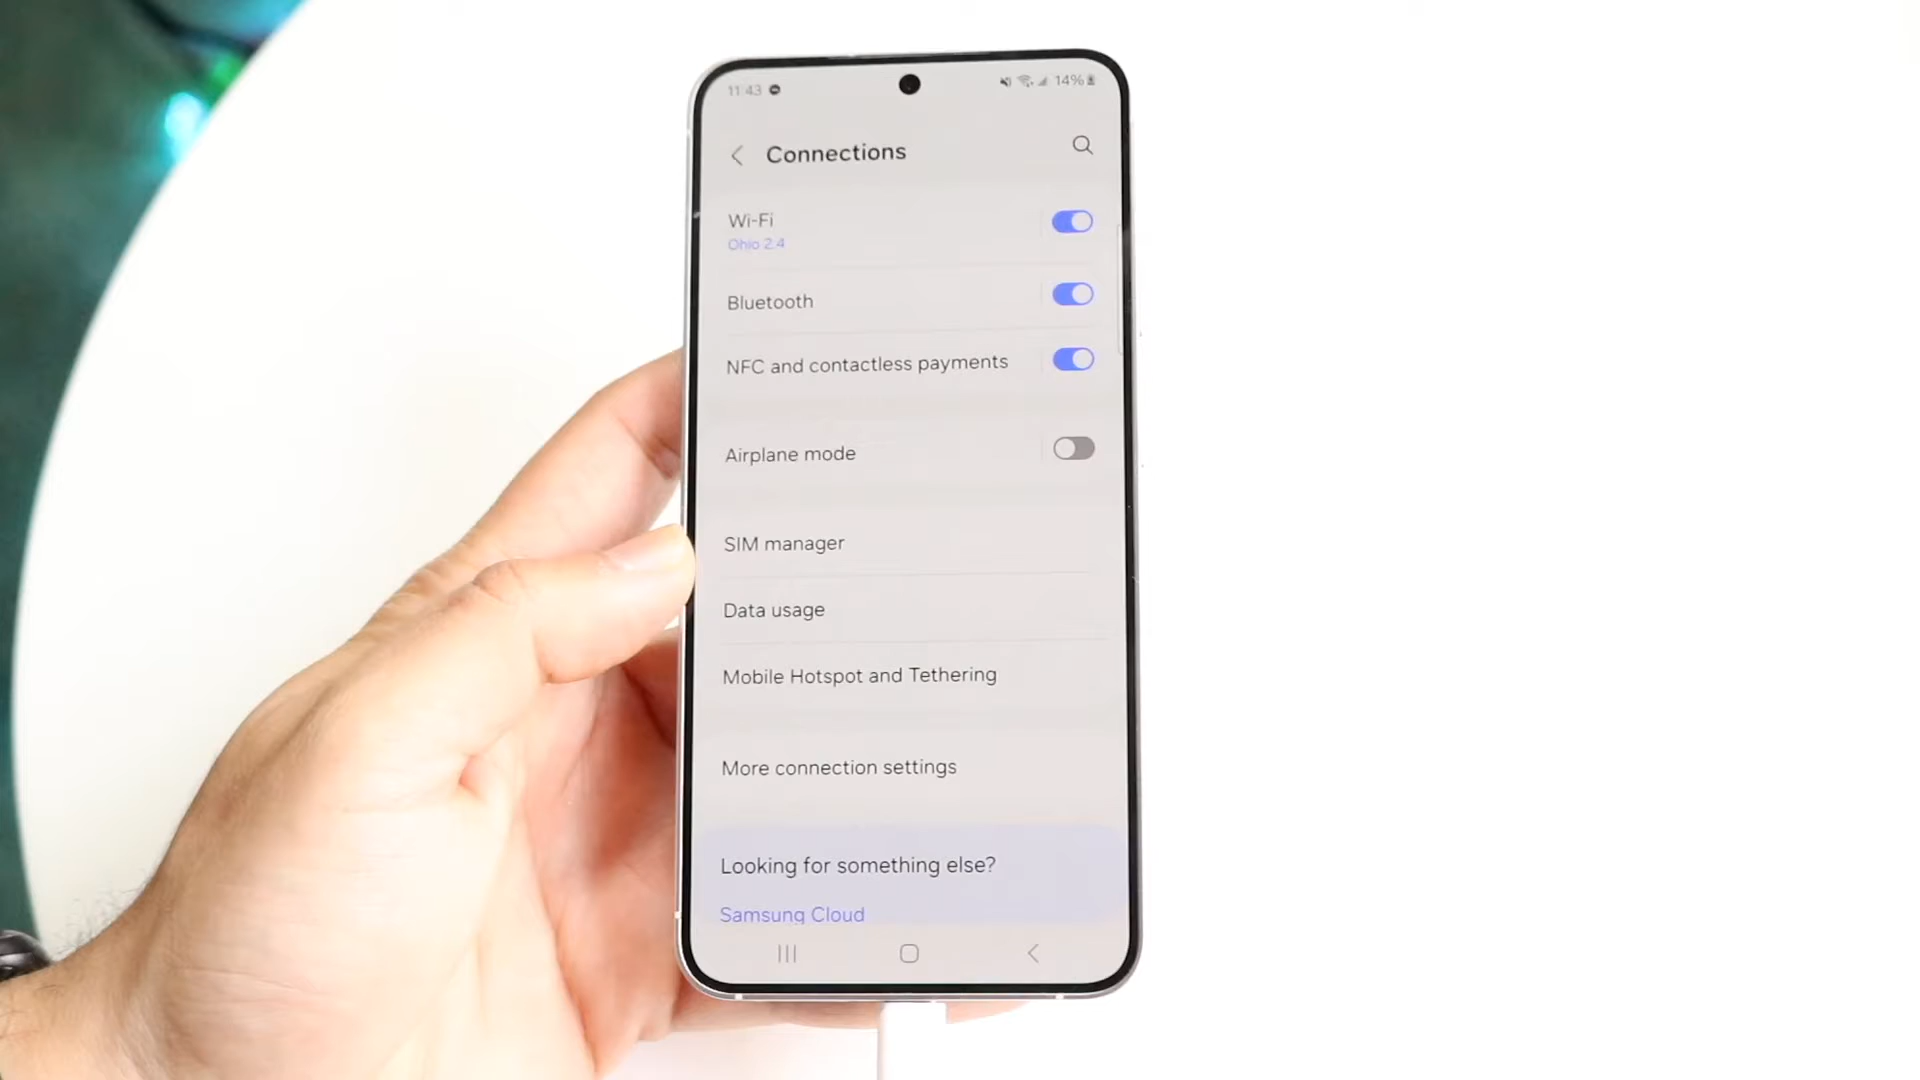 11:43
14%
Connections
Wi-Fi
Ohio 2.4
Bluetooth
NFC and contactless payments
Airplane mode
SIM manager
Data usage
Mobile Hotspot and Tethering
More connection settings
Looking for something else?
Samsung Cloud